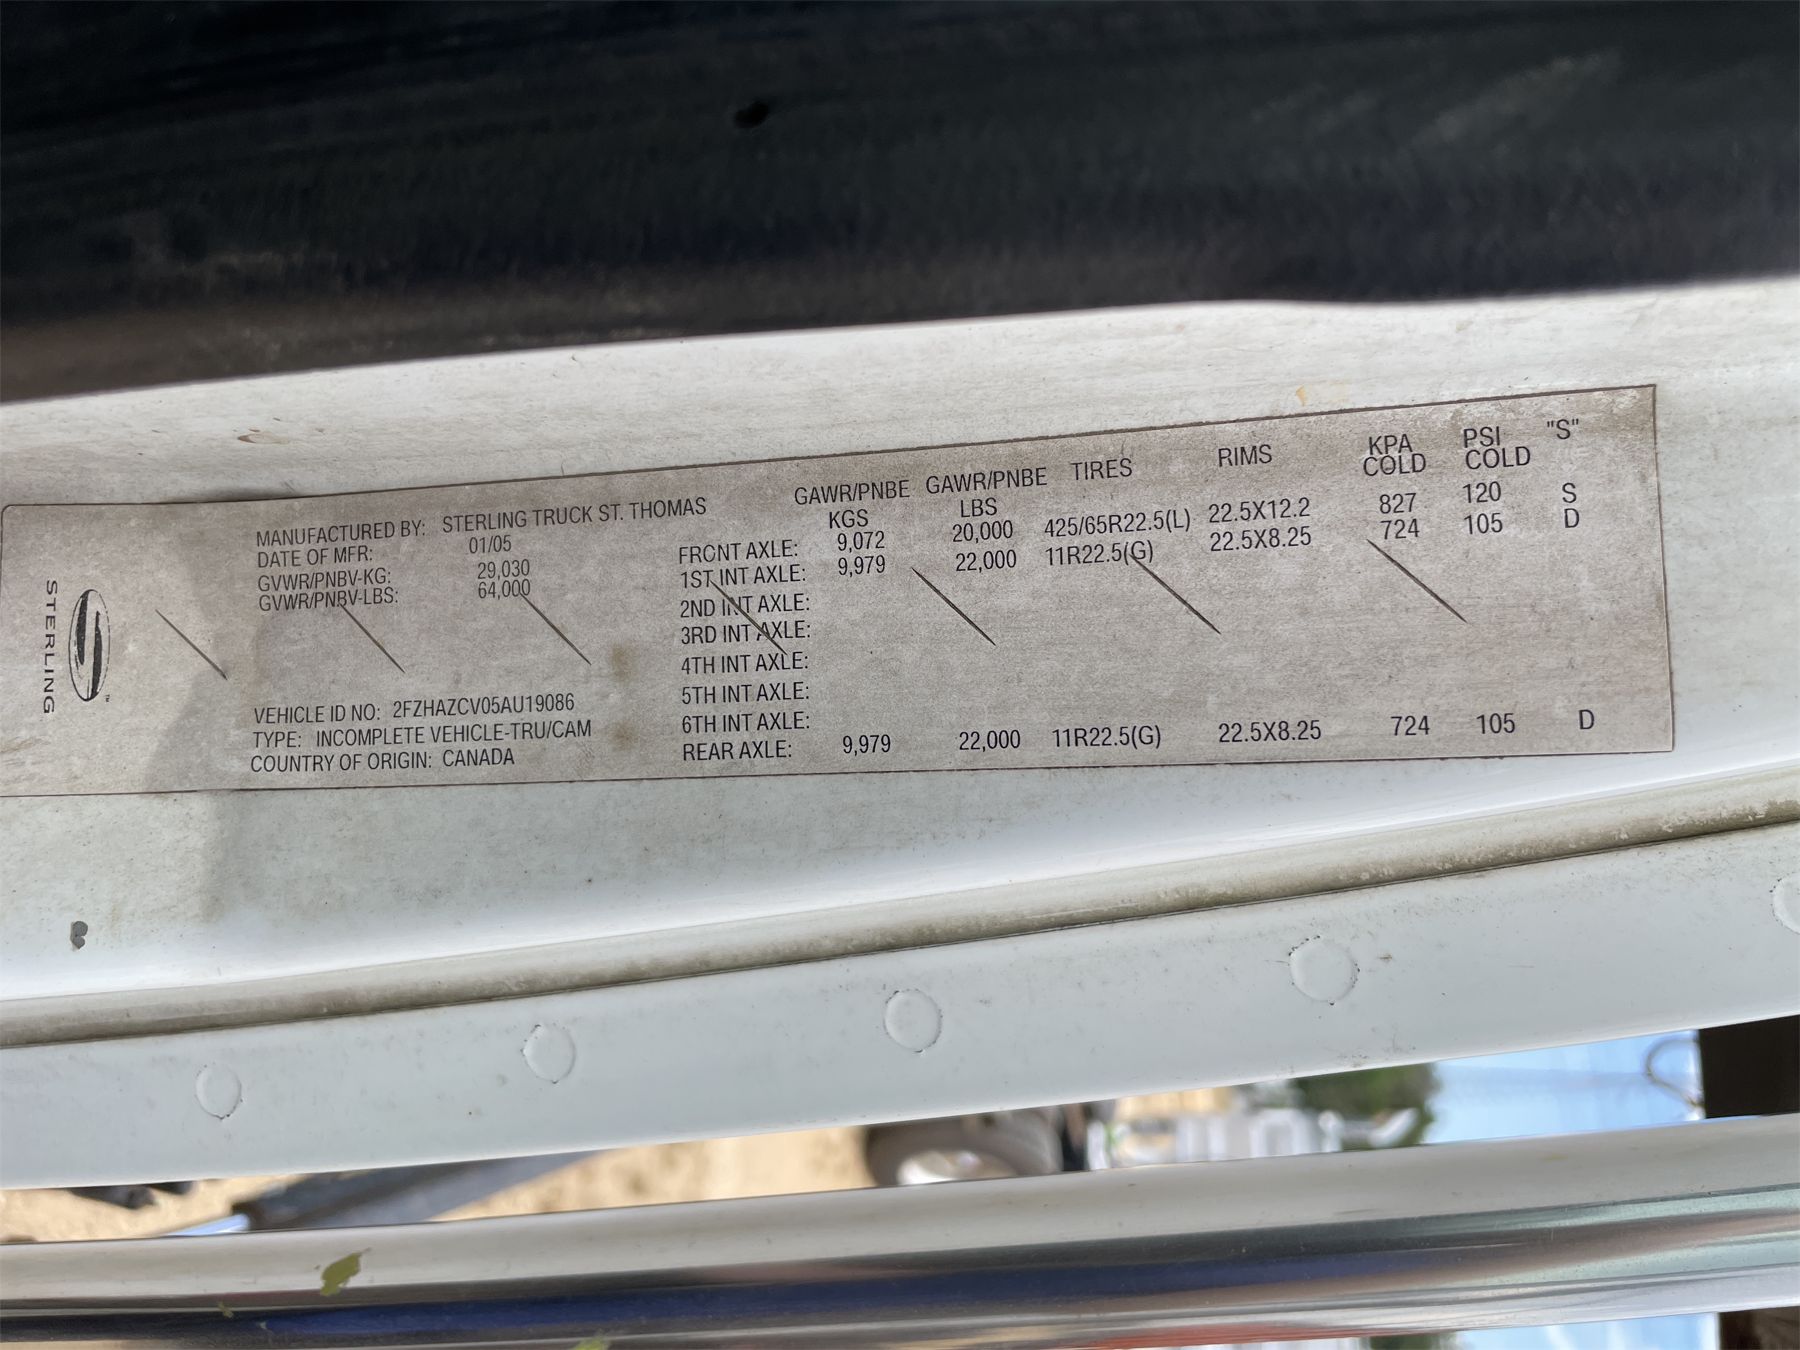 STERLING
MANUFACTURED BY: STERLING TRUCK ST. THOMAS
DATE OF MFR: 01/05
GVWR/PNBV-KG: 29,030
GVWR/PNBV-LBS: 64,000
VEHICLE ID NO: 2FZHAZCV05AU19086
TYPE: INCOMPLETE VEHICLE-TRU/CAM
COUNTRY OF ORIGIN: CANADA
GAWR/PNBE KGS GAWR/PNBE LBS TIRES RIMS KPA COLD PSI COLD "S"
FRONT AXLE: 9,072 20,000 425/65R22.5(L) 22.5X12.2 827 120 S
1ST INT AXLE: 9,979 22,000 11R22.5(G) 22.5X8.25 724 105 D
2ND INT AXLE:
3RD INT AXLE:
4TH INT AXLE:
5TH INT AXLE:
6TH INT AXLE:
REAR AXLE: 9,979 22,000 11R22.5(G) 22.5X8.25 724 105 D